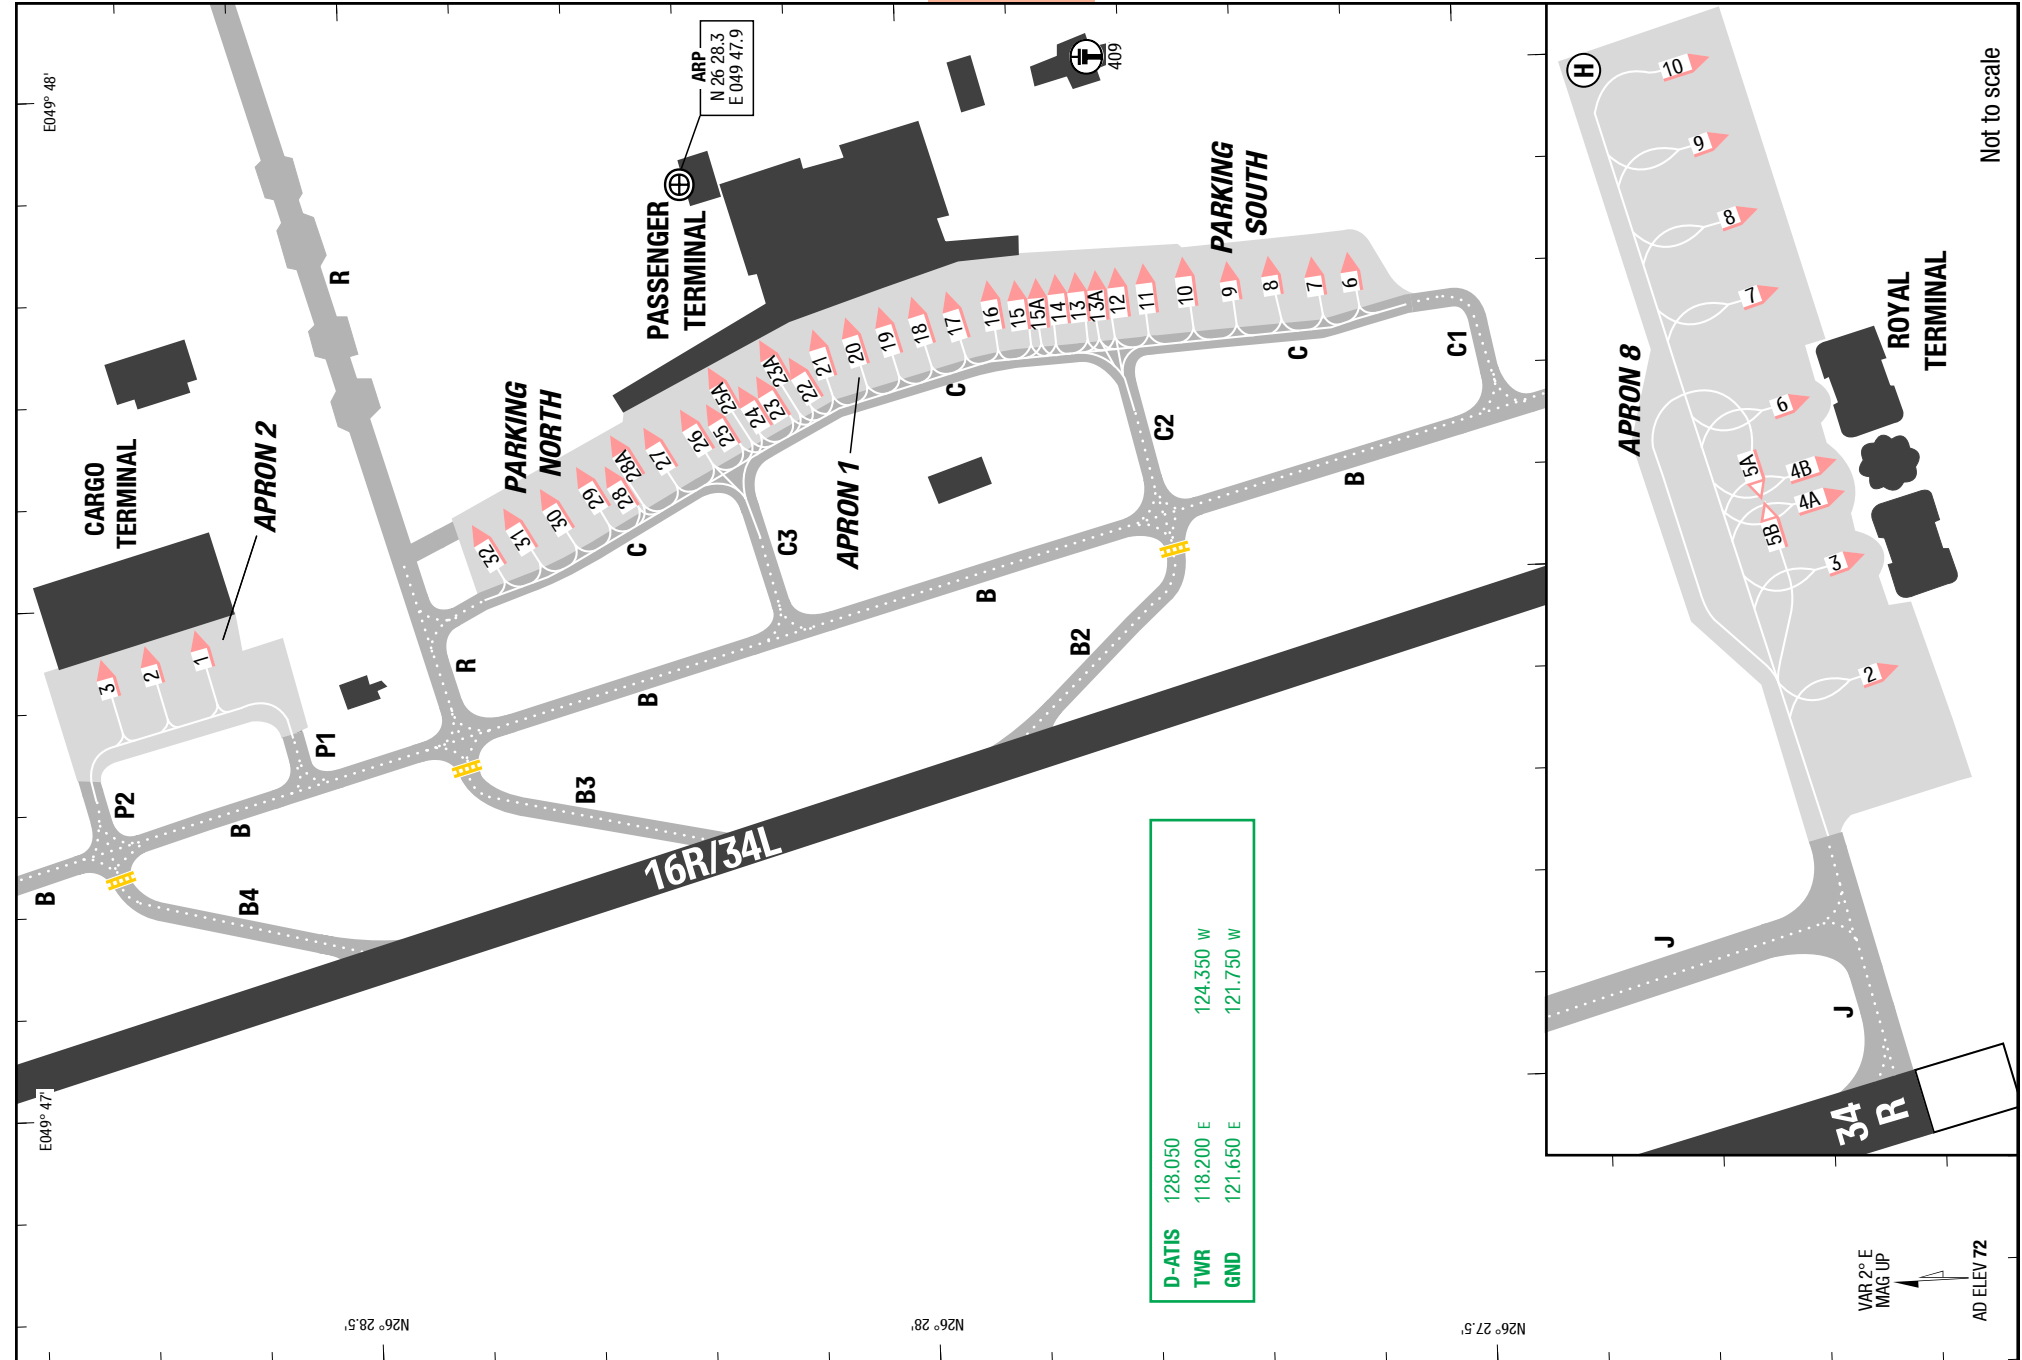 E049° 48'
ARP
N 26 28.3
E 049 47.9
409
R
CARGO
TERMINAL
APRON 2
PASSENGER
TERMINAL
PARKING
NORTH
PARKING
SOUTH
3
2
1
P1
P2
B
B
B4
R
B
B3
32
31
30
29
28
28A
27
26
25
25A
24
23
23A
22
21
20
19
18
17
16
15
15A
14
13
13A
12
11
10
9
8
7
6
C
C
C
C1
C2
C3
APRON 1
B
B
B2
16R/34L
E049° 47'
D-ATIS 128.050
TWR 118.200 E 124.350 W
GND 121.650 E 121.750 W
N26° 28.5'
N26° 28'
N26° 27.5'
H
10
9
8
7
6
5A
5B
4B
4A
3
2
APRON 8
ROYAL
TERMINAL
Not to scale
J
J
34
R
VAR 2° E
MAG UP
AD ELEV 72